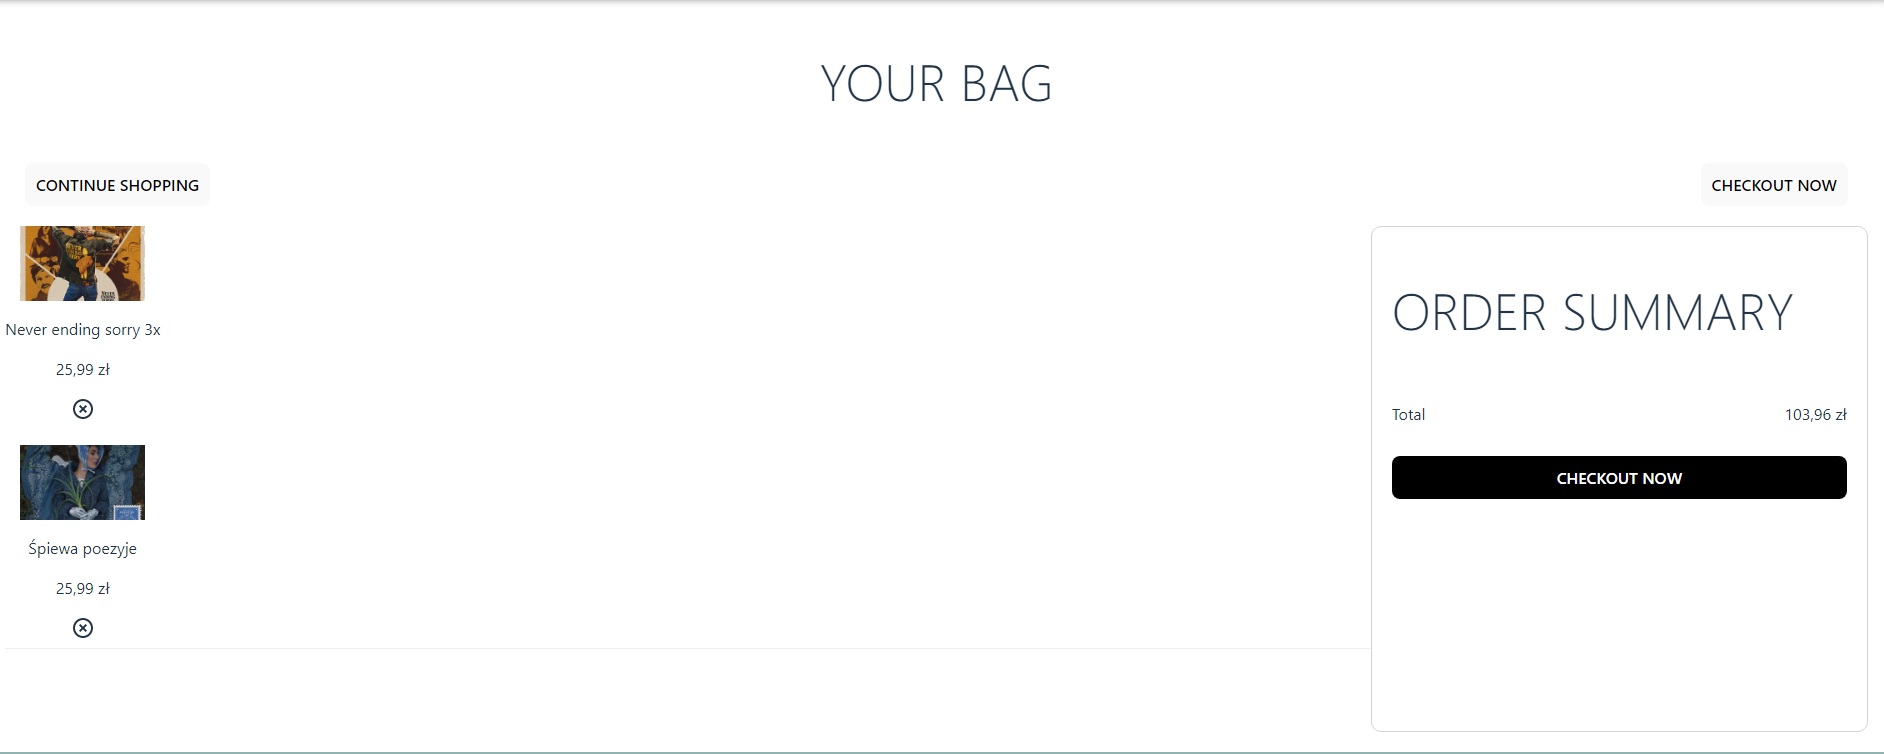 YOUR BAG
CONTINUE SHOPPING
CHECKOUT NOW
Never ending sorry 3x
25,99 zł
Śpiewa poezyje
25,99 zł
ORDER SUMMARY
Total 103,96 zł
CHECKOUT NOW